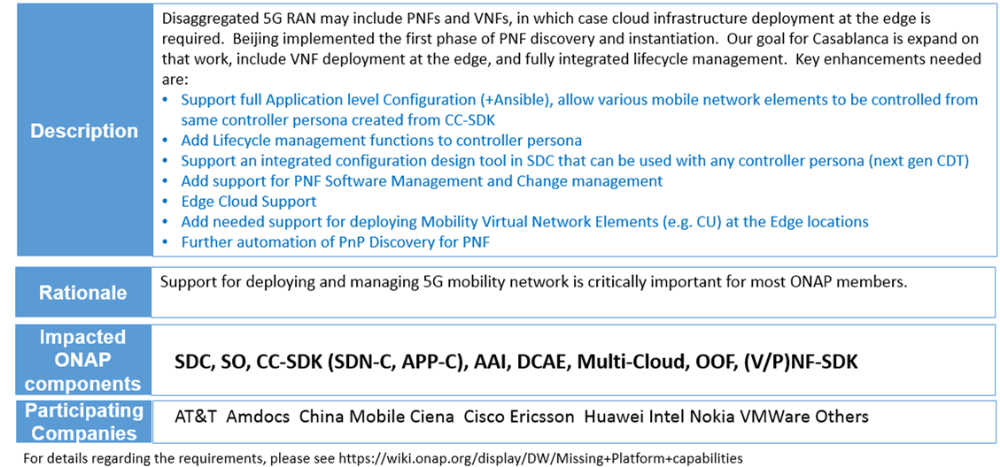 Description
Disaggregated 5G RAN may include PNFs and VNFs, in which case cloud infrastructure deployment at the edge is
required.  Beijing implemented the first phase of PNF discovery and instantiation.  Our goal for Casablanca is expand on
that work, include VNF deployment at the edge, and fully integrated lifecycle management.  Key enhancements needed
are:
• Support full Application level Configuration (+Ansible), allow various mobile network elements to be controlled from
same controller persona created from CC-SDK
• Add Lifecycle management functions to controller persona
• Support an integrated configuration design tool in SDC that can be used with any controller persona (next gen CDT)
• Add support for PNF Software Management and Change management
• Edge Cloud Support
• Add needed support for deploying Mobility Virtual Network Elements (e.g. CU) at the Edge locations
• Further automation of PnP Discovery for PNF
Rationale
Support for deploying and managing 5G mobility network is critically important for most ONAP members.
Impacted
ONAP
components
SDC, SO, CC-SDK (SDN-C, APP-C), AAI, DCAE, Multi-Cloud, OOF, (V/P)NF-SDK
Participating
Companies
AT&T  Amdocs  China Mobile Ciena  Cisco Ericsson  Huawei Intel Nokia VMWare Others
For details regarding the requirements, please see https://wiki.onap.org/display/DW/Missing+Platform+capabilities